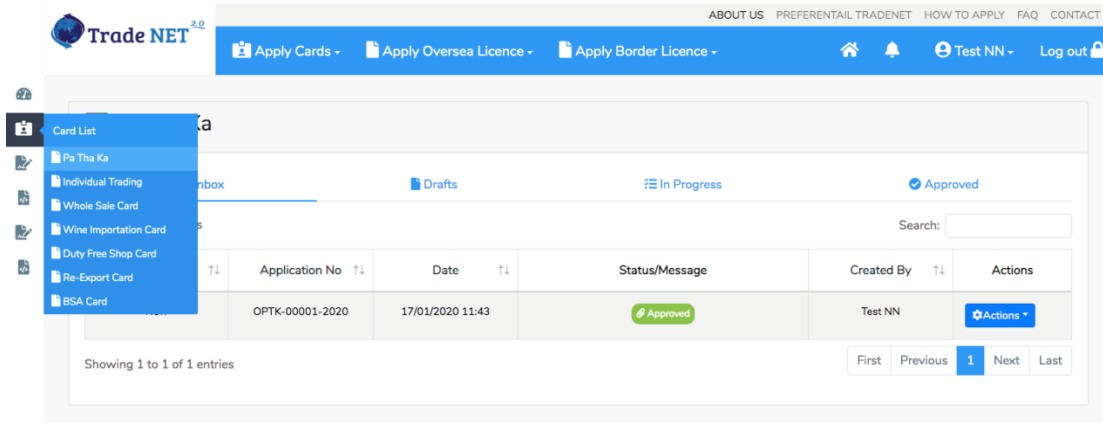 ABOUT US PREFERENTAIL TRADENET HOW TO APPLY FAQ CONTACT
Trade NET 2.0
Apply Cards Apply Oversea Licence Apply Border Licence Test NN Log out
Card List
Pa Tha Ka
Individual Trading
Whole Sale Card
Wine Importation Card
Duty Free Shop Card
Re-Export Card
BSA Card
Drafts In Progress Approved
Search:
Application No Date Status/Message Created By Actions
OPTK-00001-2020 17/01/2020 11:43 Approved Test NN Actions
Showing 1 to 1 of 1 entries
First Previous 1 Next Last